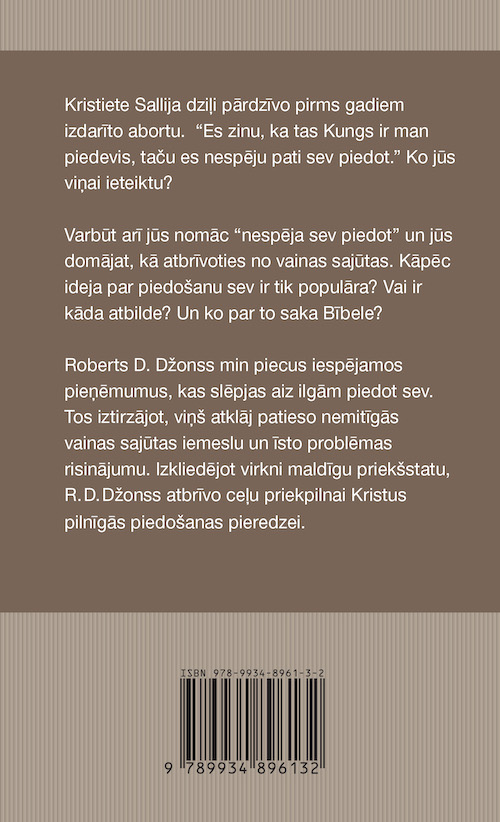 Kristiete Sallija dziļi pārdzīvo pirms gadiem
izdarīto abortu.  “Es zinu, ka tas Kungs ir man
piedevis, taču es nespēju pati sev piedot.” Ko jūs
viņai ieteiktu?
Varbūt arī jūs nomāc “nespēja sev piedot” un jūs
domājat, kā atbrīvoties no vainas sajūtas. Kāpēc
ideja par piedošanu sev ir tik populāra? Vai ir
kāda atbilde? Un ko par to saka Bībele?
Roberts D. Džonss min piecus iespējamos
pieņēmumus, kas slēpjas aiz ilgām piedot sev.
Tos iztirzājot, viņš atklāj patieso nemitīgās
vainas sajūtas iemeslu un īsto problēmas
risinājumu. Izkliedējot virkni maldīgu priekšstatu,
R.D.Džonss atbrīvo ceļu priekpilnai Kristus
pilnīgās piedošanas pieredzei.
ISBN 978-9934-8961-3-2
9 789934 896132